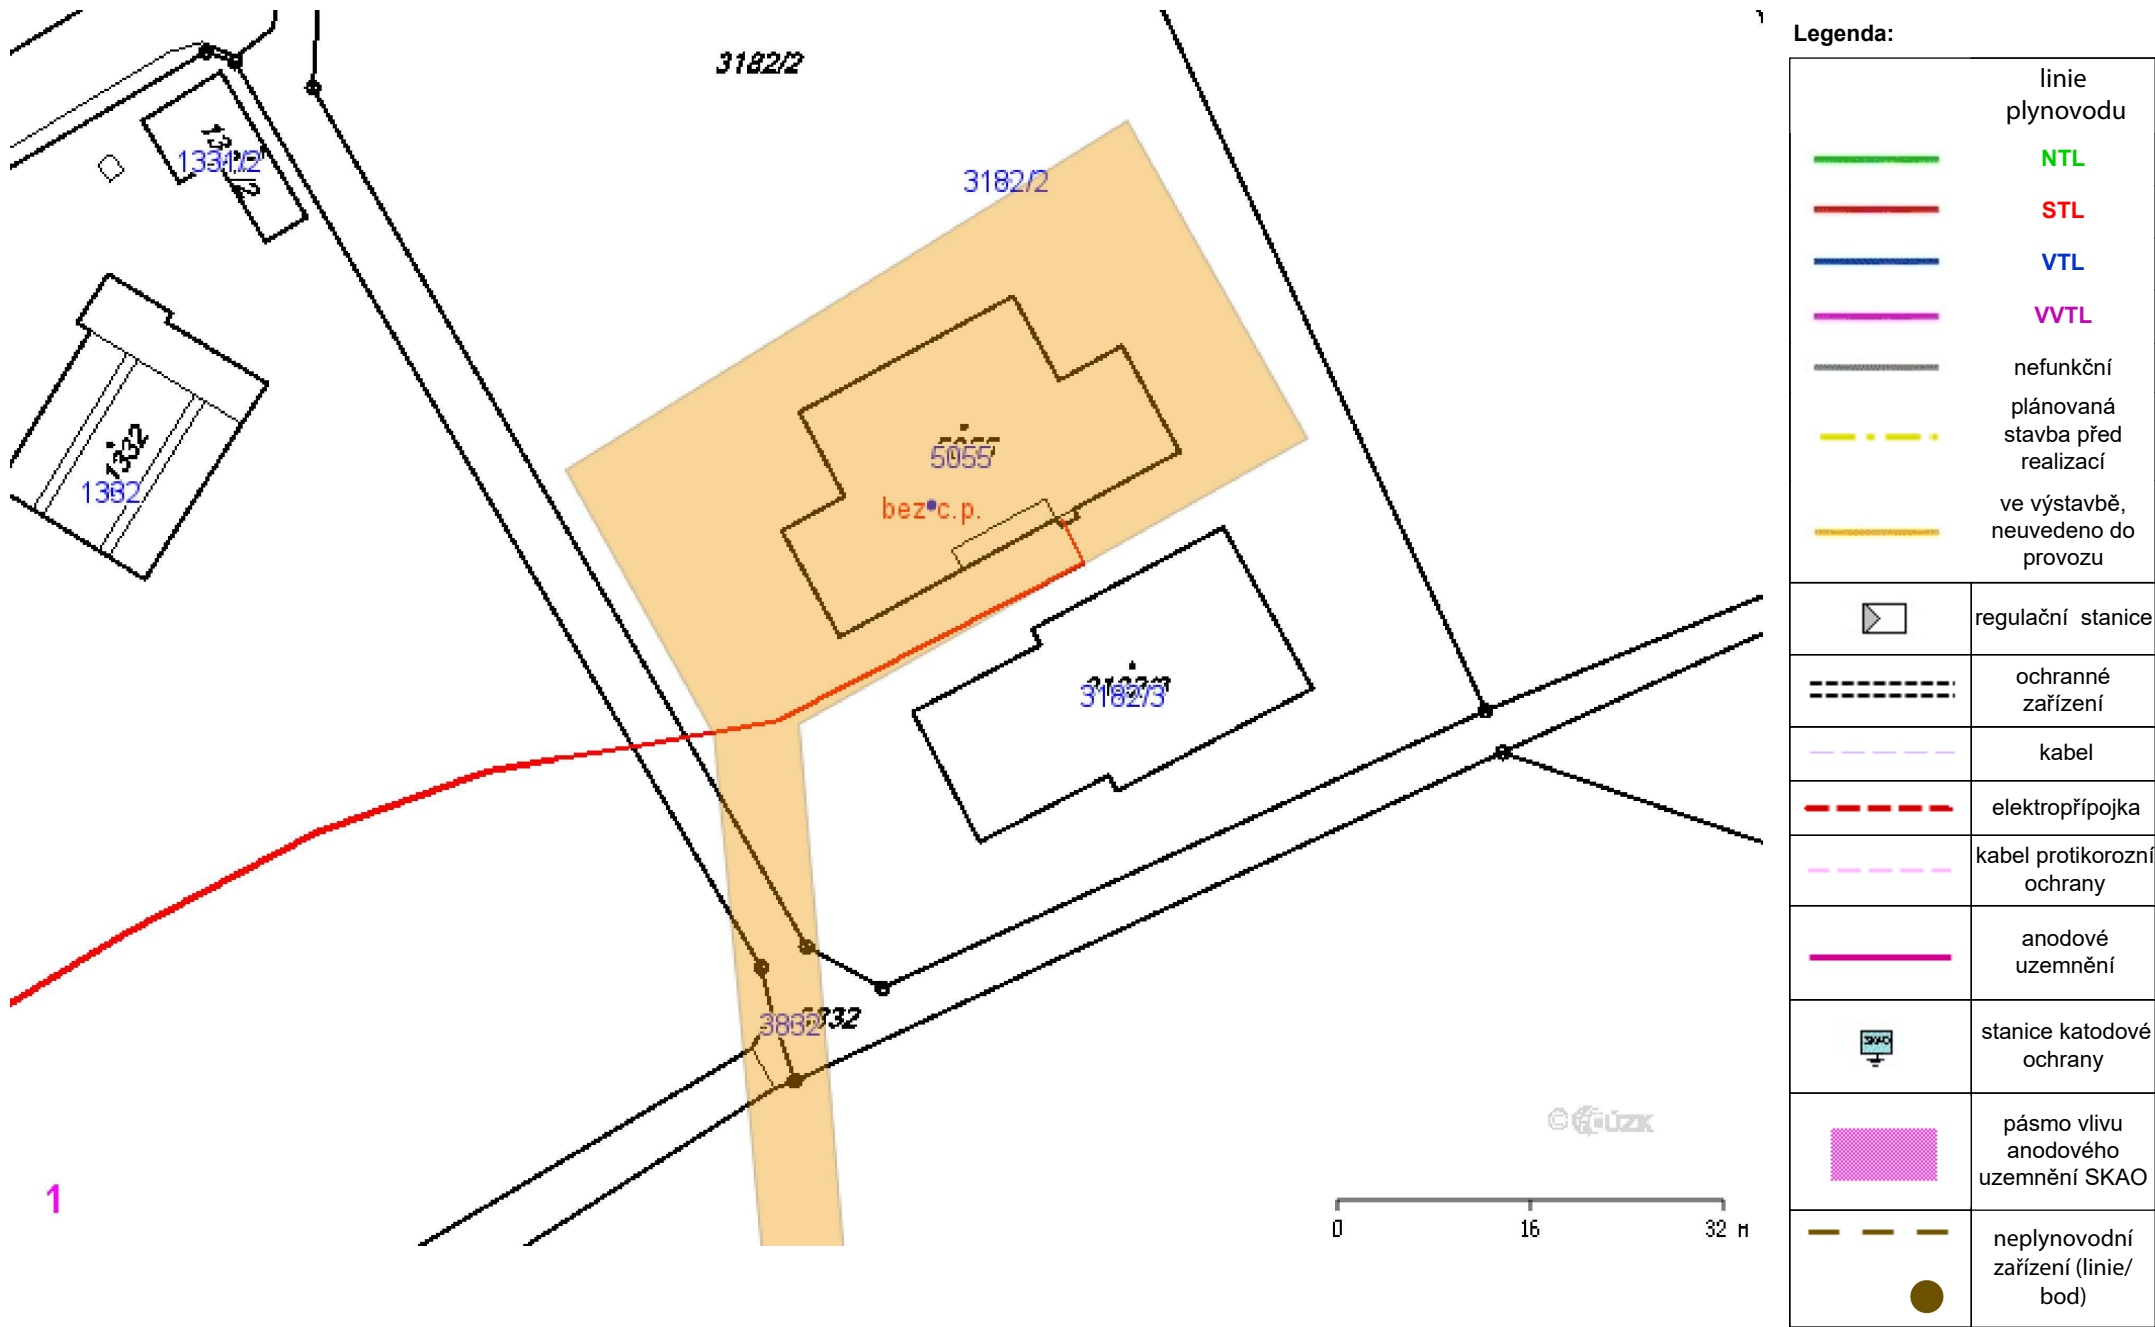 3182/2
3182/2
1331/2
1332
1332
5055
bez c.p.
3182/3
3832
1
0 16 32 м
Legenda:
linie
plynovodu
NTL
STL
VTL
VVTL
nefunkční
plánovaná
stavba před
realizací
ve výstavbě,
neuvedeno do
provozu
regulační stanice
ochranné
zařízení
kabel
elektropřípojka
kabel protikorozní
ochrany
anodové
uzemnění
SKAO
stanice katodové
ochrany
pásmo vlivu
anodového
uzemnění SKAO
neplynovodní
zařízení (linie/
bod)